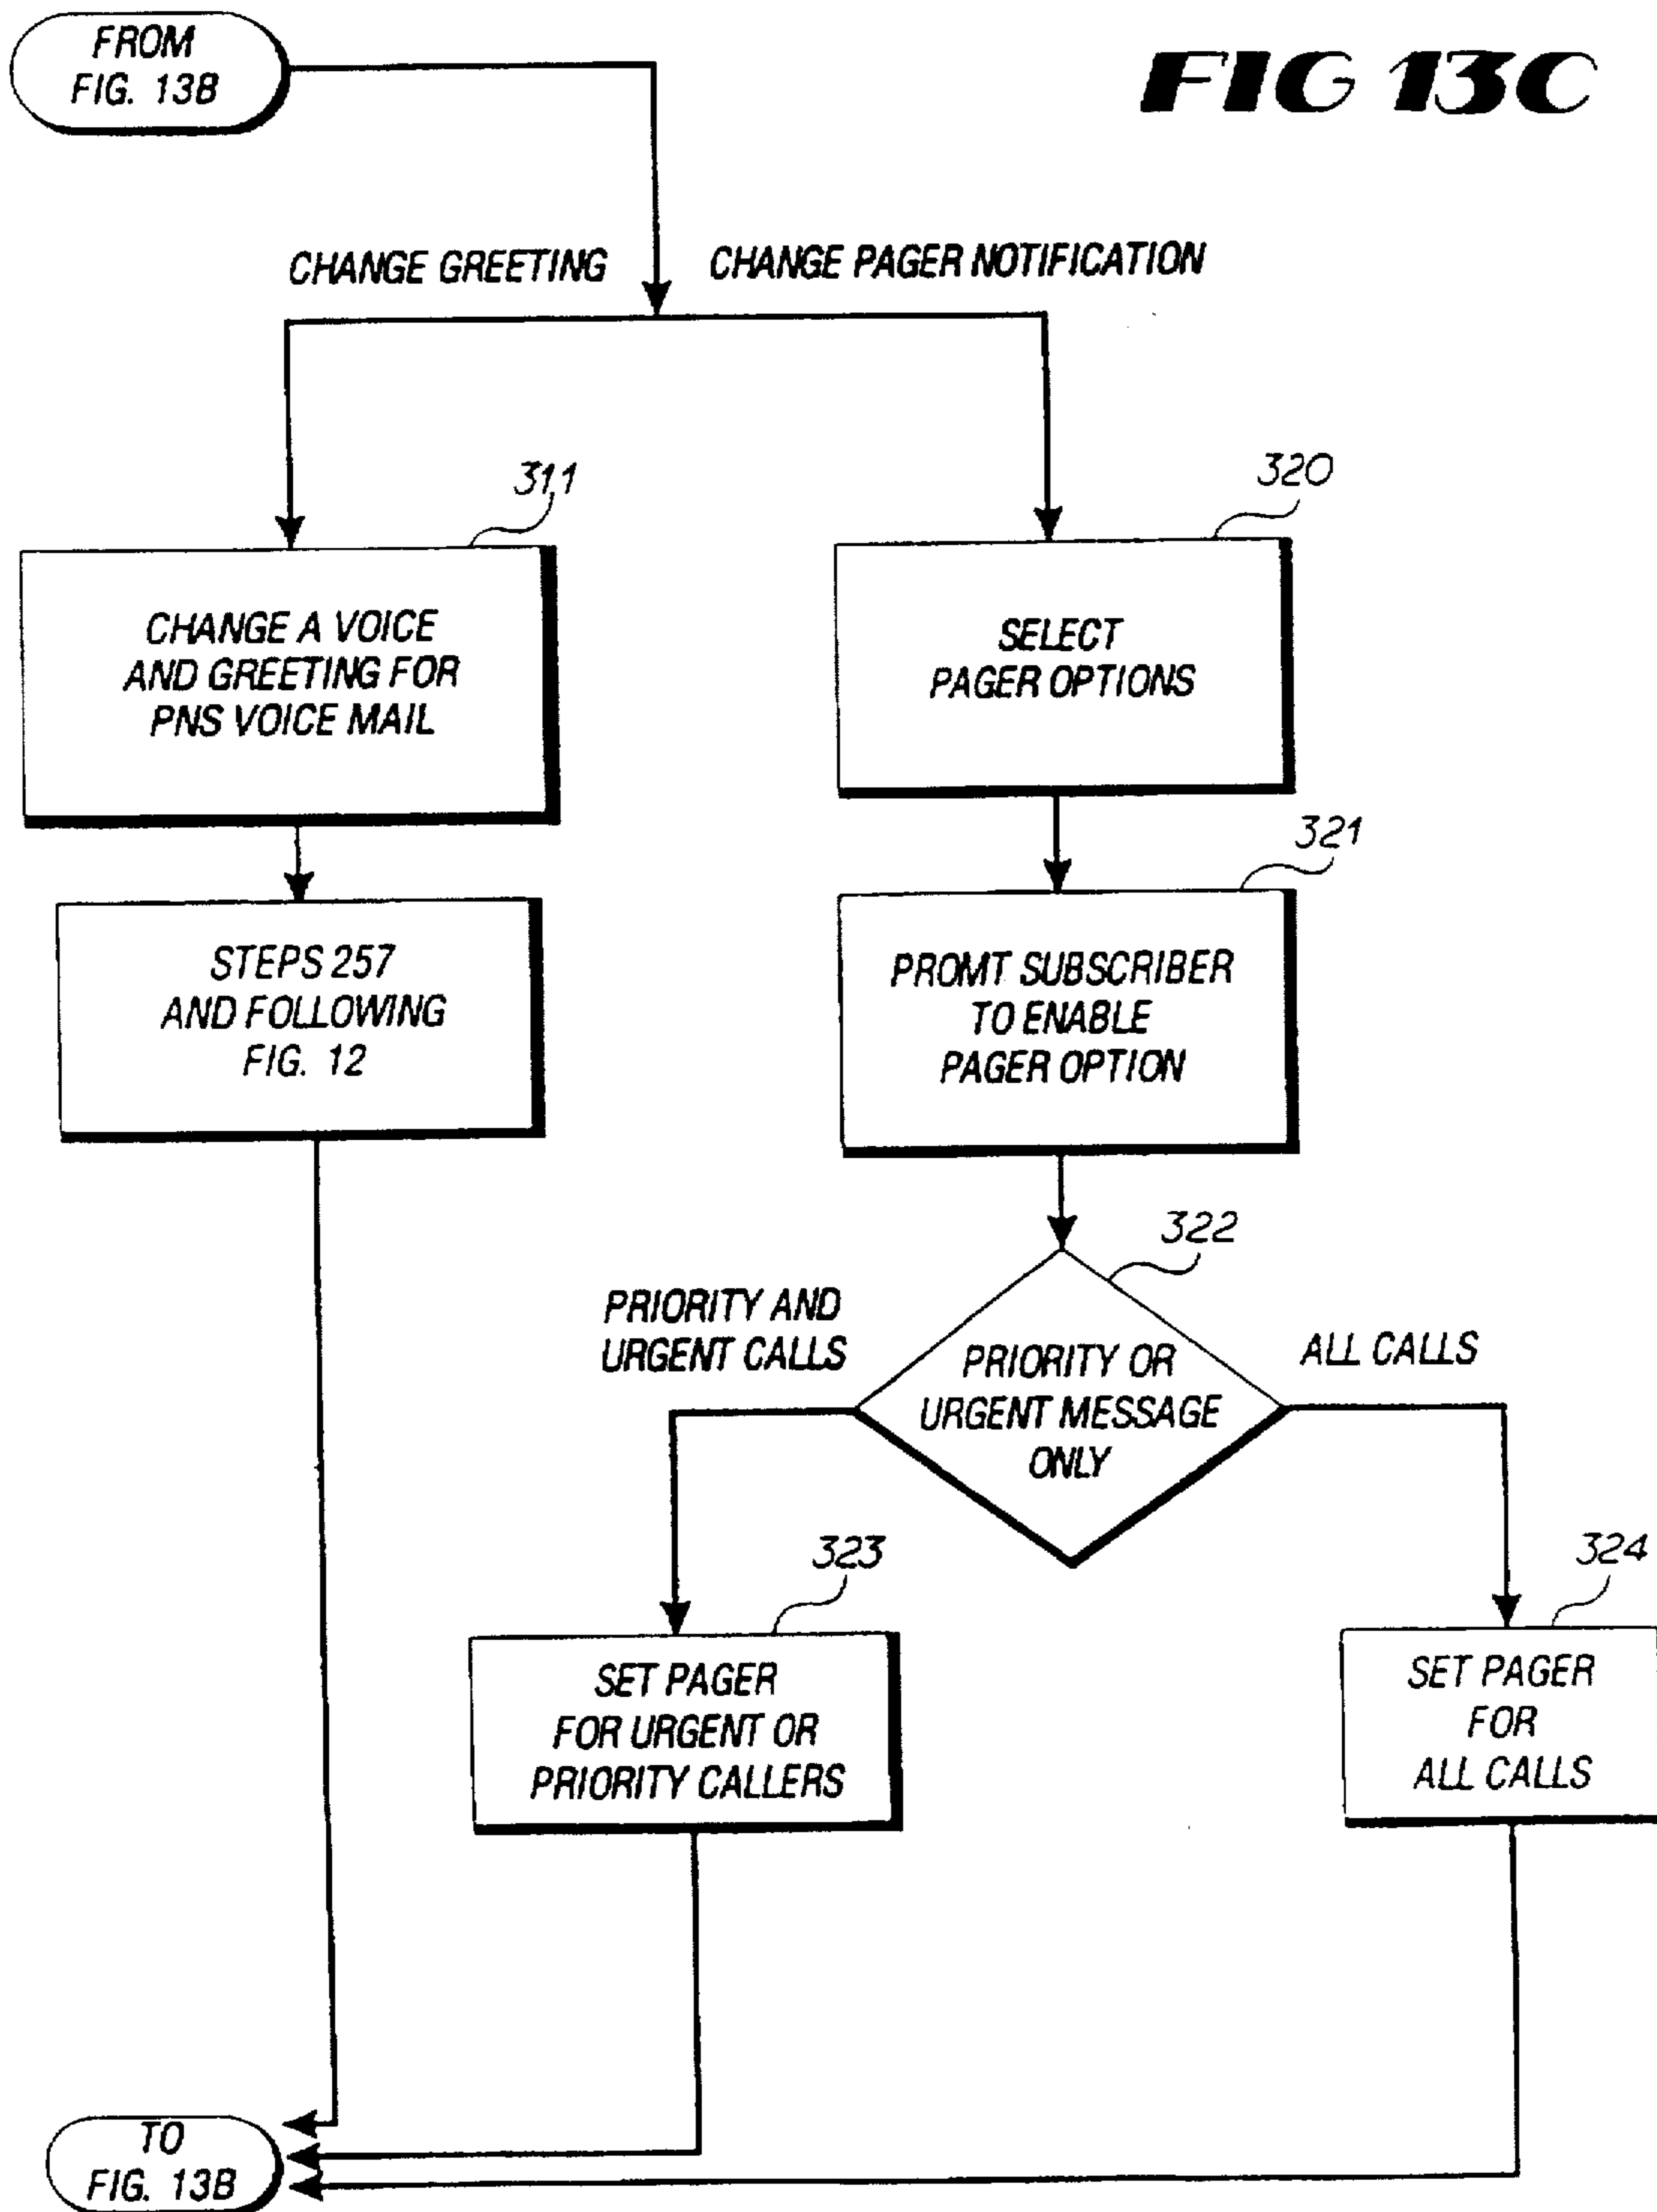 FROM
FIG. 13B
FIG 13C
CHANGE GREETING
CHANGE PAGER NOTIFICATION
311
320
CHANGE A VOICE
AND GREETING FOR
PNS VOICE MAIL
SELECT
PAGER OPTIONS
321
STEPS 257
AND FOLLOWING
FIG. 12
PROMT SUBSCRIBER
TO ENABLE
PAGER OPTION
322
PRIORITY AND
URGENT CALLS
PRIORITY OR
URGENT MESSAGE
ONLY
ALL CALLS
323
324
SET PAGER
FOR URGENT OR
PRIORITY CALLERS
SET PAGER
FOR
ALL CALLS
TO
FIG. 13B